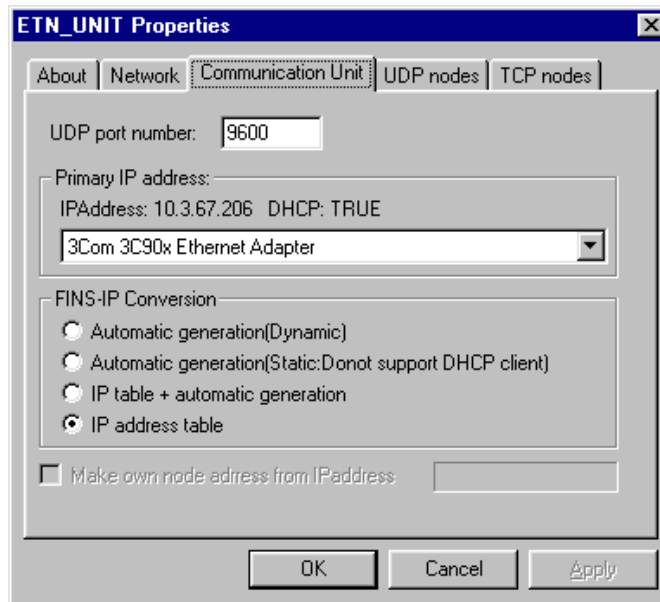 ETN_UNIT Properties
About Network Communication Unit UDP nodes TCP nodes
UDP port number: 9600
Primary IP address:
IPAddress: 10.3.67.206 DHCP: TRUE
3Com 3C90x Ethernet Adapter
FINS-IP Conversion
Automatic generation(Dynamic)
Automatic generation(Static:Donot support DHCP client)
IP table + automatic generation
IP address table
Make own node adrress from IPaddress
OK Cancel Apply